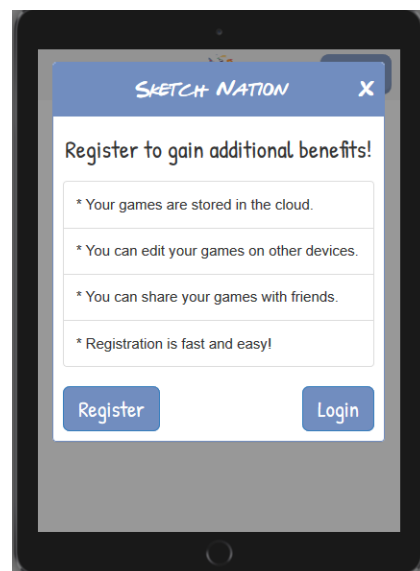 SKETCH NATION X
Register to gain additional benefits!
* Your games are stored in the cloud.
* You can edit your games on other devices.
* You can share your games with friends.
* Registration is fast and easy!
Register Login